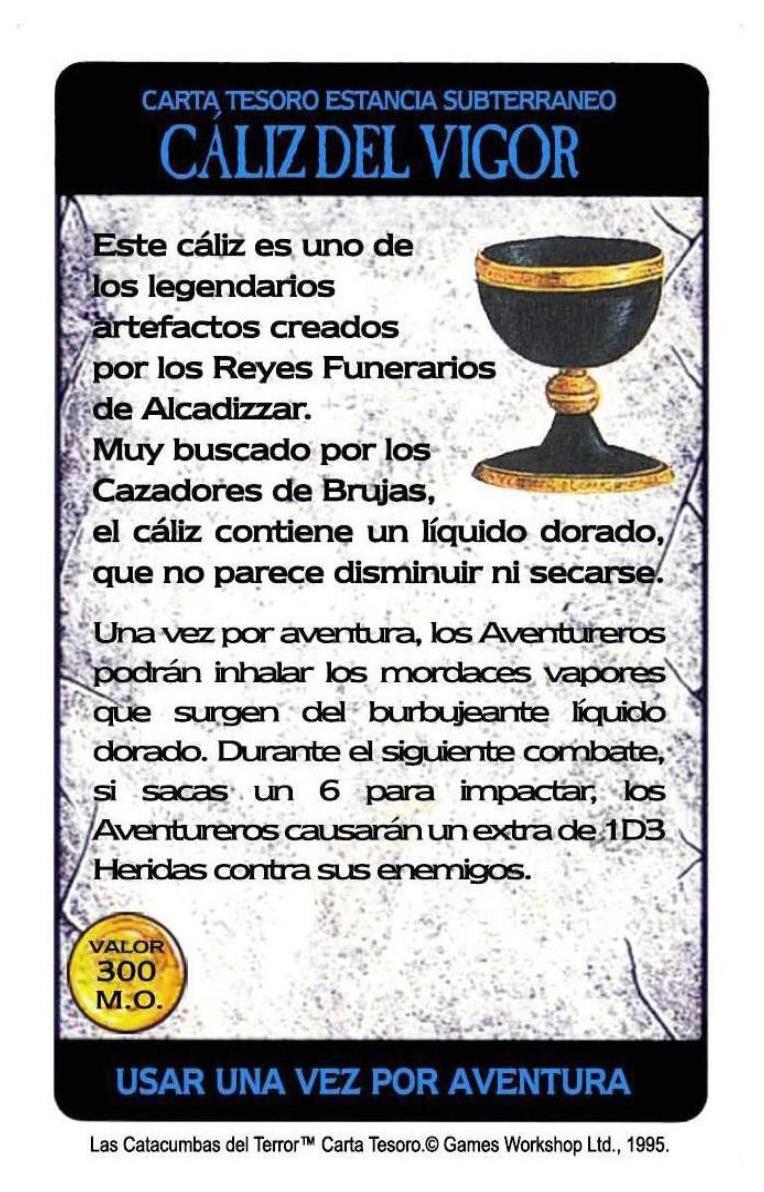 CARTA TESORO ESTANCIA SUBTERRANEO
CÁLIZ DEL VIGOR
Este cáliz es uno de
los legendarios
artefactos creados
por los Reyes Funerarios
de Alcadizzar.
Muy buscado por los
Cazadores de Brujas,
el cáliz contiene un líquido dorado,
que no parece disminuir ni secarse.
Una vez por aventura, los Aventureros
podrán inhalar los mordaces vapores
que surgen del burbujeante líquido
dorado. Durante el siguiente combate,
si sacas un 6 para impactar, los
Aventureros causarán un extra de 1D3
Heridas contra sus enemigos.
VALOR
300
M.O.
USAR UNA VEZ POR AVENTURA
Las Catacumbas del Terror™ Carta Tesoro.© Games Workshop Ltd., 1995.